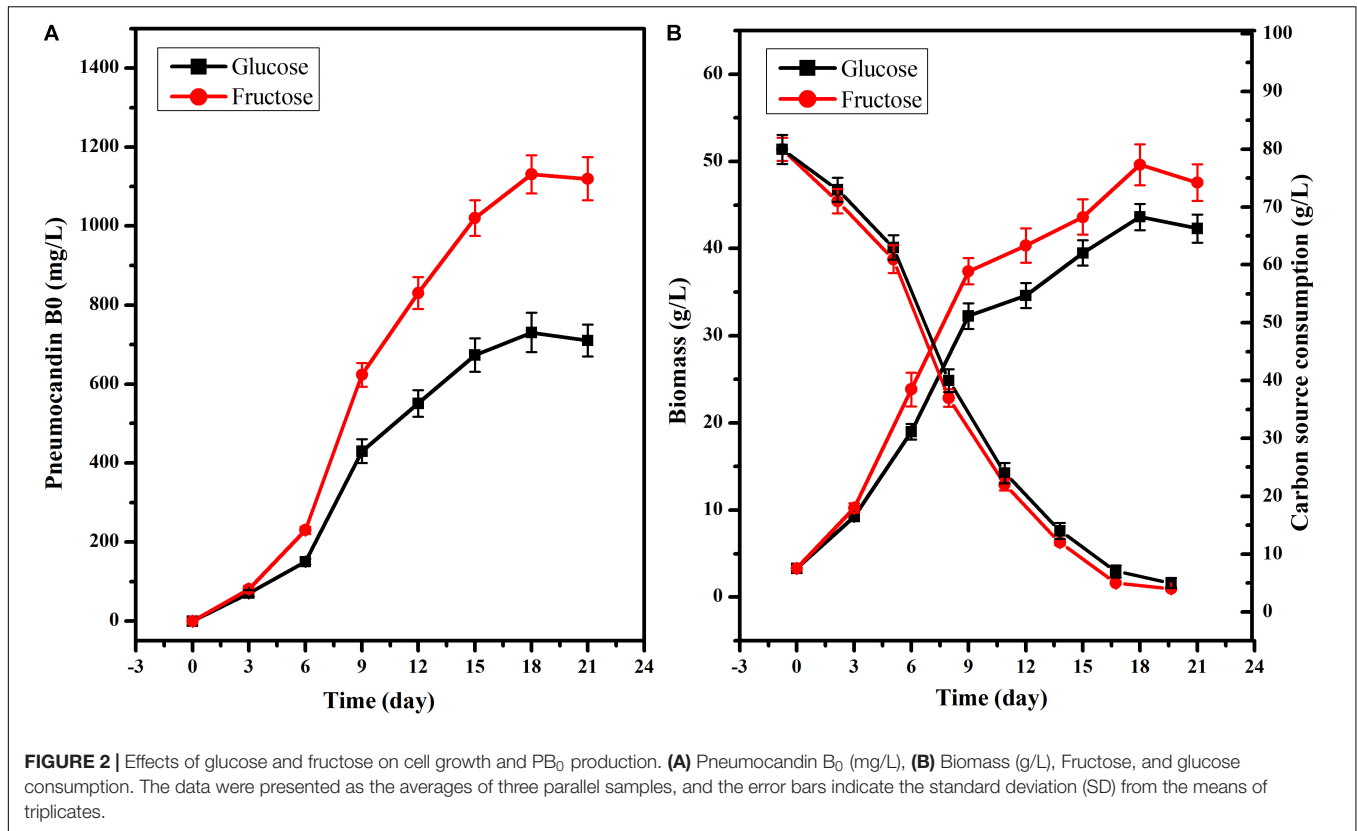 A
Glucose
Fructose
1400
1200
1000
800
600
400
200
0
Pneumocandin B0 (mg/L)
-3 0 3 6 9 12 15 18 21 24
Time (day)
B
Glucose
Fructose
60
50
40
30
20
10
0
Biomass (g/L)
100
90
80
70
60
50
40
30
20
10
0
Carbon source consumption (g/L)
-3 0 3 6 9 12 15 18 21 24
Time (day)
FIGURE 2 | Effects of glucose and fructose on cell growth and PB₀ production. (A) Pneumocandin B₀ (mg/L), (B) Biomass (g/L), Fructose, and glucose
consumption. The data were presented as the averages of three parallel samples, and the error bars indicate the standard deviation (SD) from the means of
triplicates.